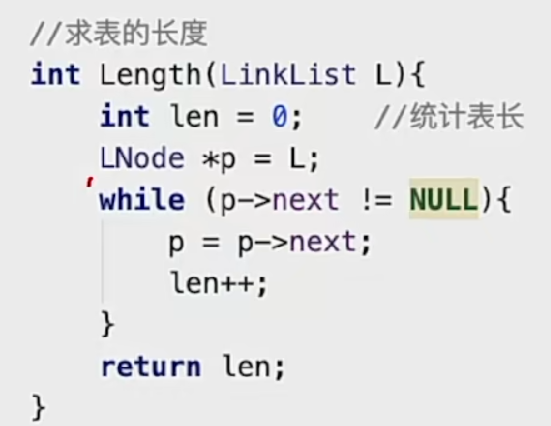 //求表的长度
int Length(LinkList L){
    int len = 0;    //统计表长
    LNode *p = L;
    while (p->next != NULL){
        p = p->next;
        len++;
    }
    return len;
}